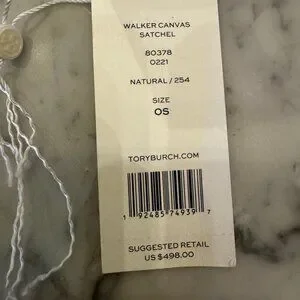 WALKER CANVAS
SATCHEL
80378
0221
NATURAL / 254
SIZE
OS
TORYBURCH.COM
1 92485 74939 7
SUGGESTED RETAIL
US $498.00